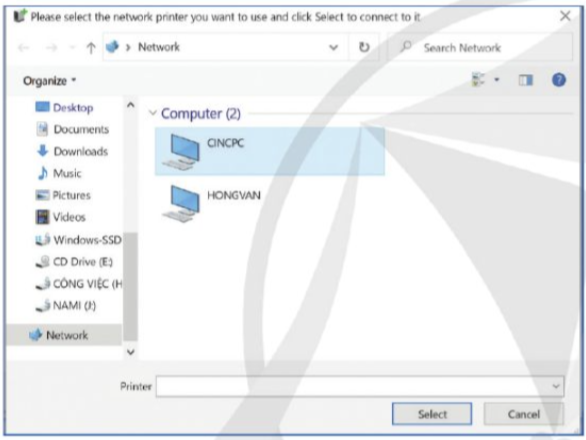 Please select the network printer you want to use and click Select to connect to it
Network
Search Network
Organize
Desktop
Documents
Downloads
Music
Pictures
Videos
Windows-SSD
CD Drive (E:)
CÔNG VIỆC (H
NAMI (I:)
Network
Computer (2)
CINCPC
HONGVAN
Printer
Select
Cancel